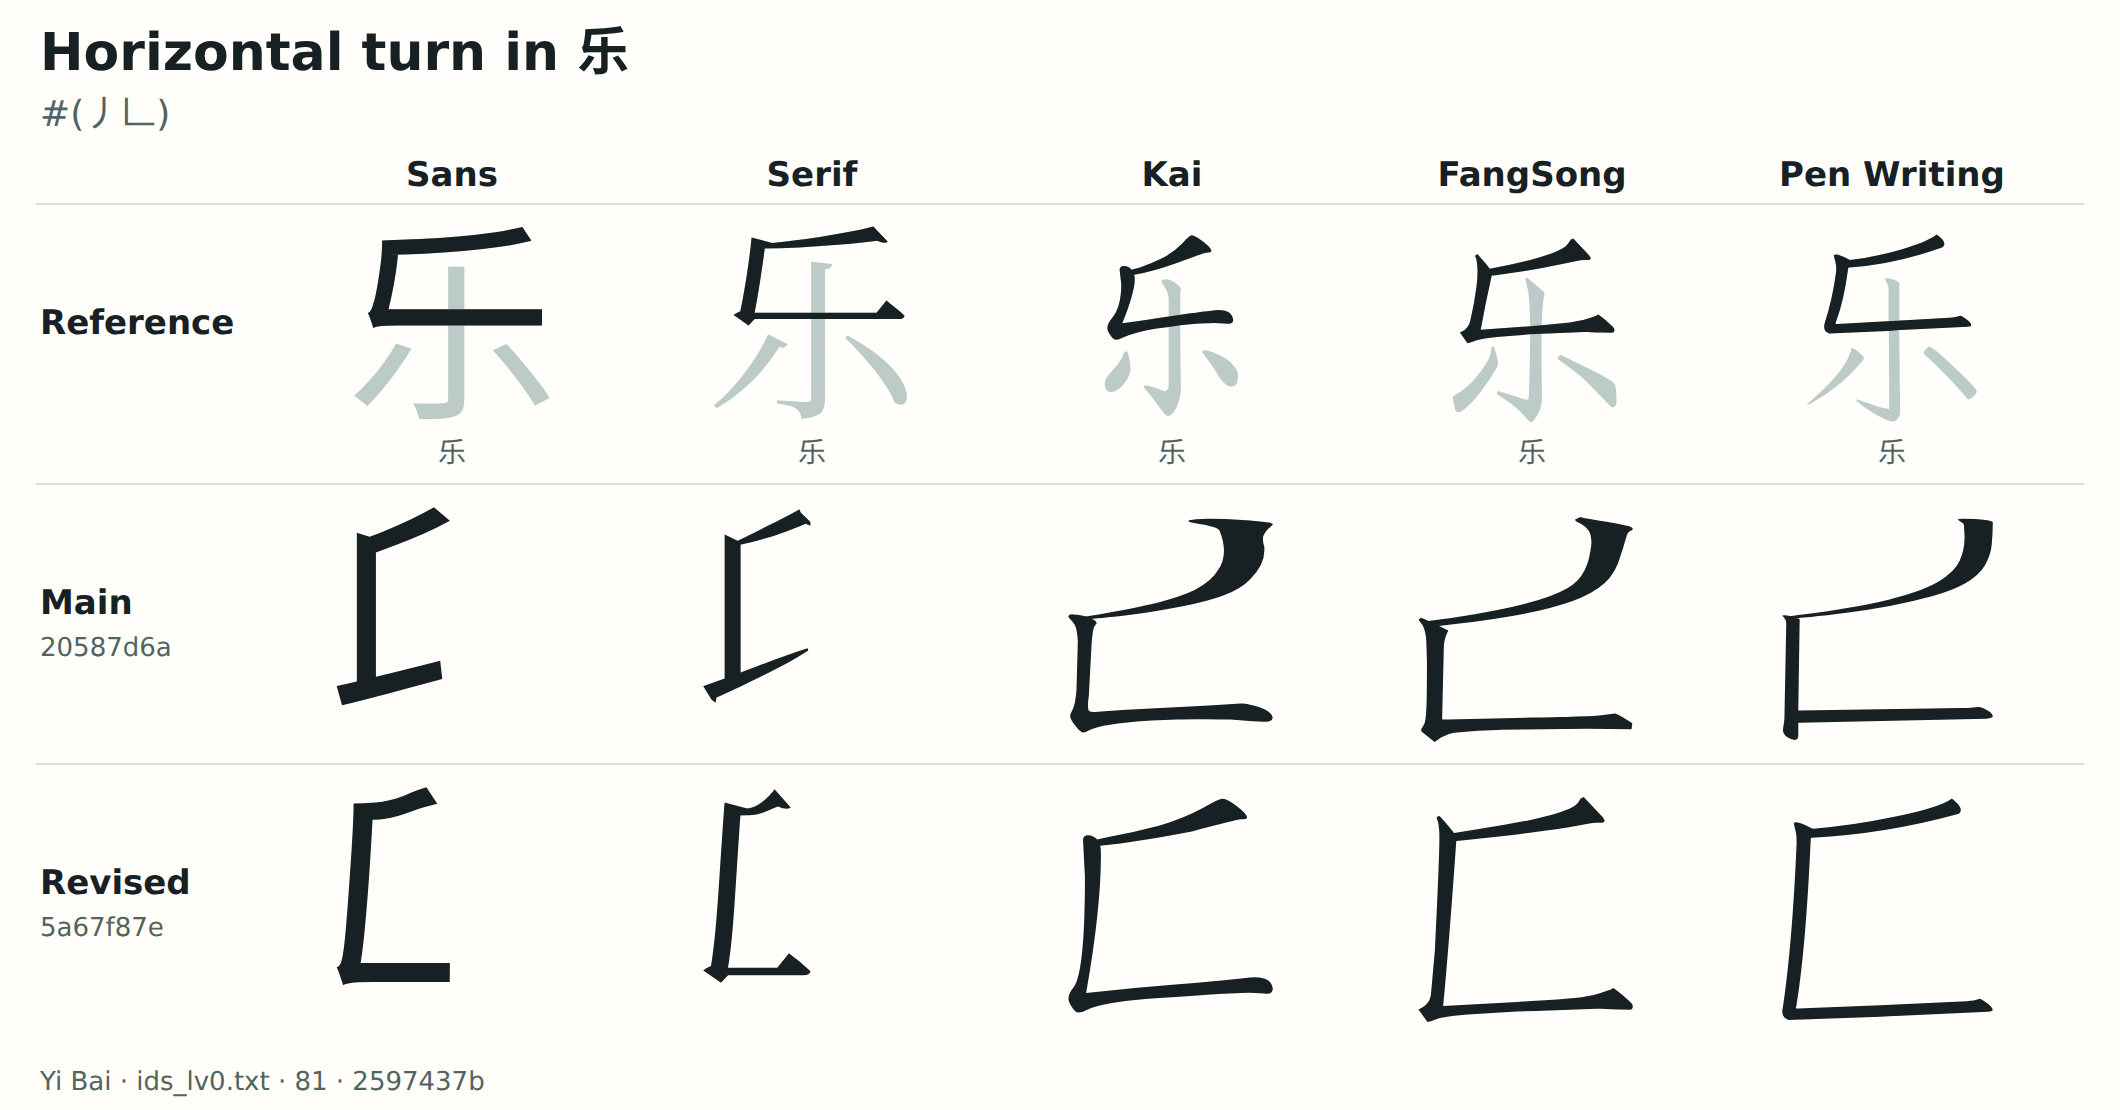 Horizontal turn in 乐
#(丿𠃊)
Sans Serif Kai FangSong Pen Writing
Reference
乐 乐 乐 乐 乐
Main
20587d6a
Revised
5a67f87e
Yi Bai · ids_lv0.txt · 81 · 2597437b